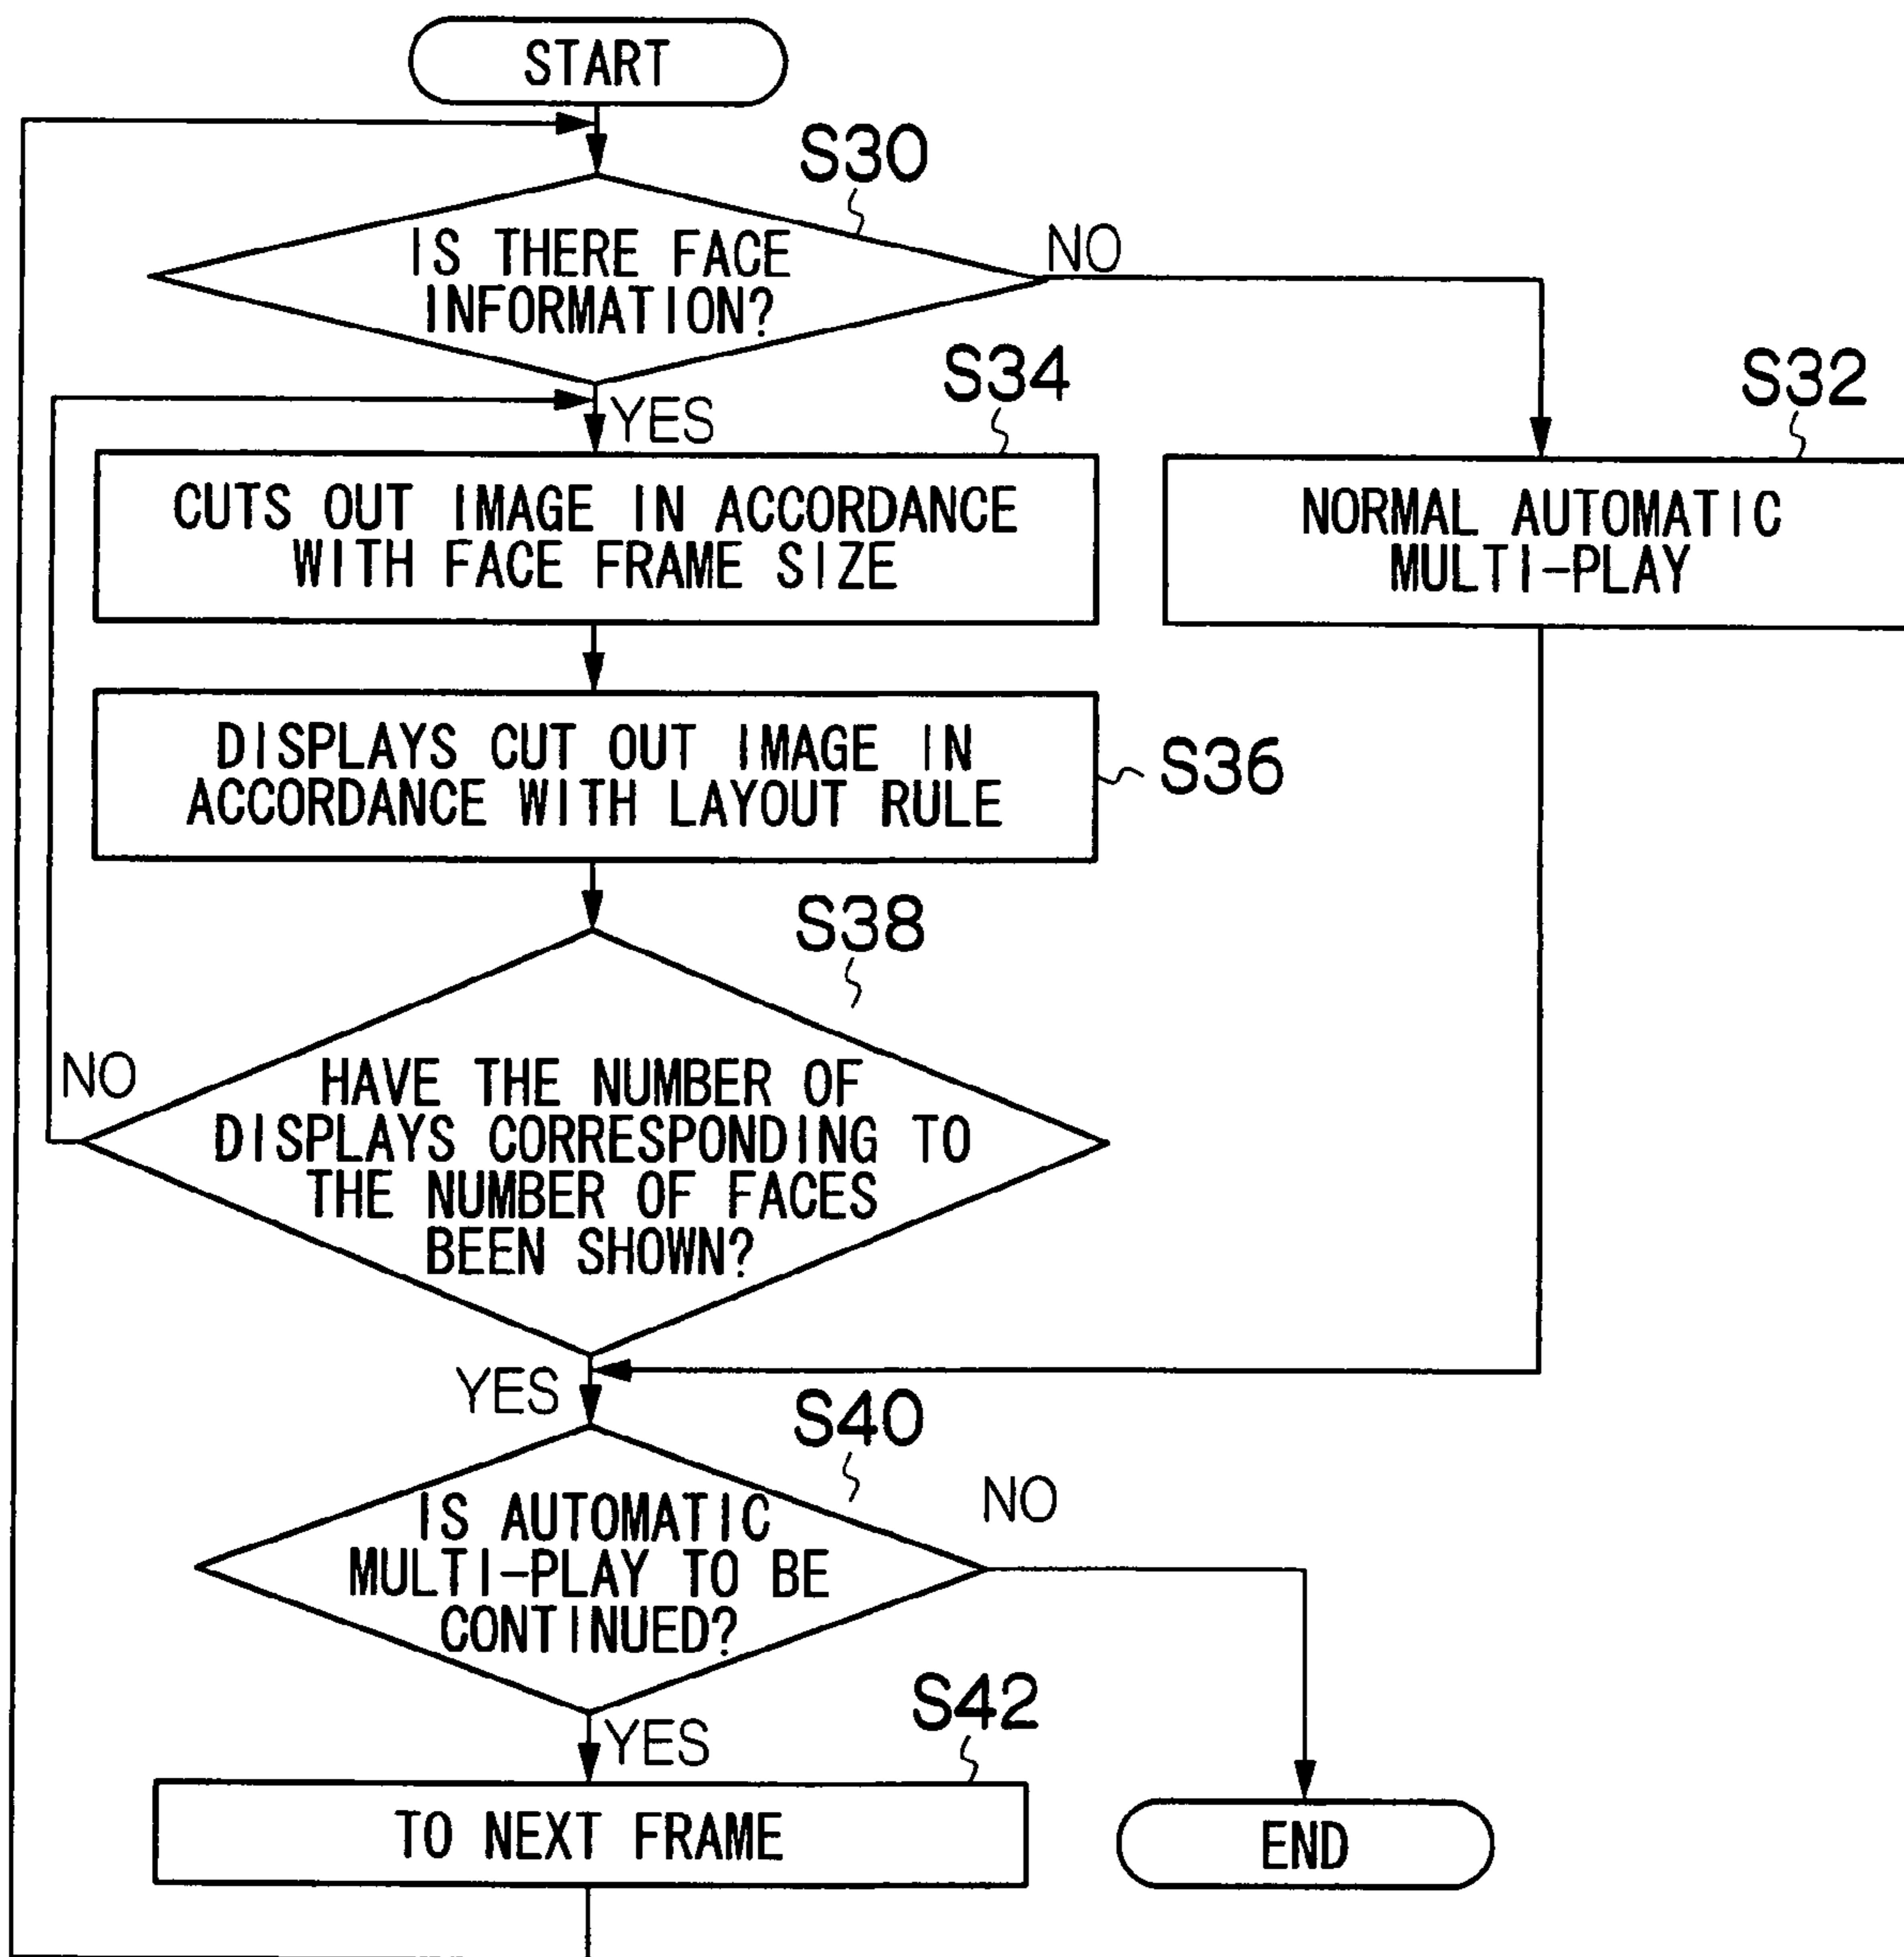 START
S30
IS THERE FACE
INFORMATION?
NO
YES
S34
S32
CUTS OUT IMAGE IN ACCORDANCE
WITH FACE FRAME SIZE
NORMAL AUTOMATIC
MULTI-PLAY
DISPLAYS CUT OUT IMAGE IN
ACCORDANCE WITH LAYOUT RULE
S36
S38
NO
HAVE THE NUMBER OF
DISPLAYS CORRESPONDING TO
THE NUMBER OF FACES
BEEN SHOWN?
YES
S40
NO
IS AUTOMATIC
MULTI-PLAY TO BE
CONTINUED?
YES
S42
TO NEXT FRAME
END